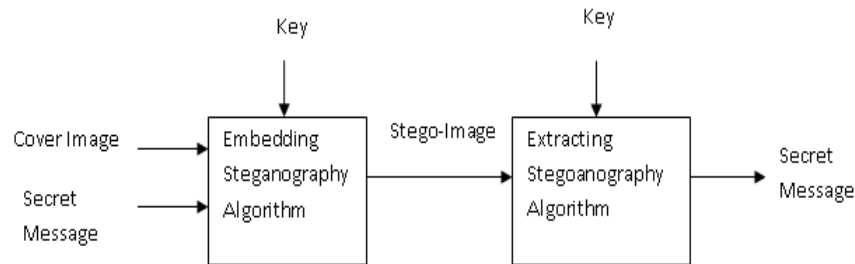 Key
Key
Cover Image
Secret
Message
Embedding
Steganography
Algorithm
Stego-Image
Extracting
Stegoanography
Algorithm
Secret
Message